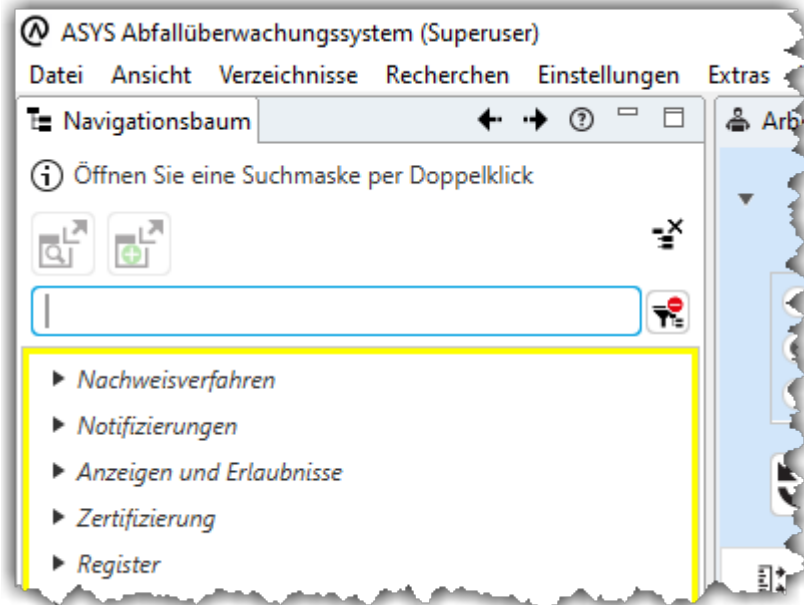 ASYS Abfallüberwachungssystem (Superuser)
Datei Ansicht Verzeichnisse Recherchen Einstellungen Extras
Navigationsbaum
Öffnen Sie eine Suchmaske per Doppelklick
Nachweisverfahren
Notifizierungen
Anzeigen und Erlaubnisse
Zertifizierung
Register